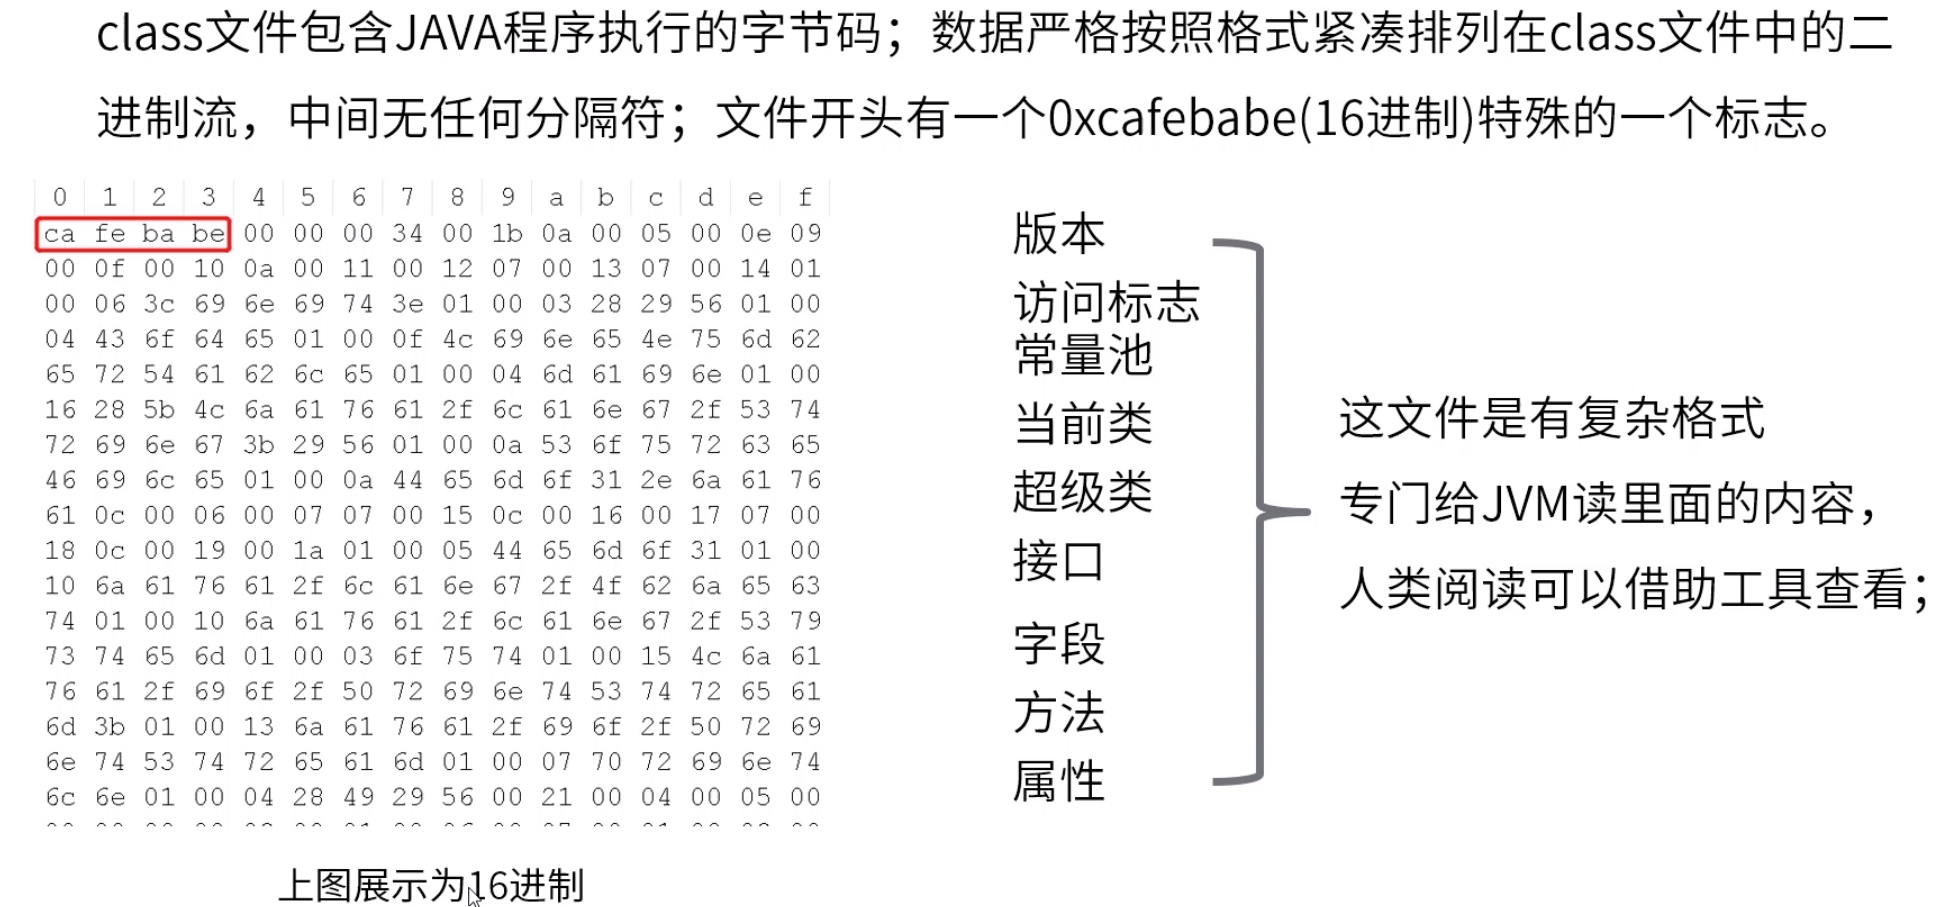 class文件包含JAVA程序执行的字节码；数据严格按照格式紧凑排列在class文件中的二
进制流，中间无任何分隔符；文件开头有一个0xcafebabe(16进制)特殊的一个标志。
0 1 2 3 4 5 6 7 8 9 a b c d e f
ca fe ba be 00 00 00 34 00 1b 0a 00 05 00 0e 09
00 0f 00 10 0a 00 11 00 12 07 00 13 07 00 14 01
00 06 3c 69 6e 69 74 3e 01 00 03 28 29 56 01 00
04 43 6f 64 65 01 00 0f 4c 69 6e 65 4e 75 6d 62
65 72 54 61 62 6c 65 01 00 04 6d 61 69 6e 01 00
16 28 5b 4c 6a 61 76 61 2f 6c 61 6e 67 2f 53 74
72 69 6e 67 3b 29 56 01 00 0a 53 6f 75 72 63 65
46 69 6c 65 01 00 0a 44 65 6d 6f 31 2e 6a 61 76
61 0c 00 06 00 07 07 00 15 0c 00 16 00 17 07 00
18 0c 00 19 00 1a 01 00 05 44 65 6d 6f 31 01 00
10 6a 61 76 61 2f 6c 61 6e 67 2f 4f 62 6a 65 63
74 01 00 10 6a 61 76 61 2f 6c 61 6e 67 2f 53 79
73 74 65 6d 01 00 03 6f 75 74 01 00 15 4c 6a 61
76 61 2f 69 6f 2f 50 72 69 6e 74 53 74 72 65 61
6d 3b 01 00 13 6a 61 76 61 2f 69 6f 2f 50 72 69
6e 74 53 74 72 65 61 6d 01 00 07 70 72 69 6e 74
6c 6e 01 00 04 28 49 29 56 00 21 00 04 00 05 00
上图展示为16进制
版本
访问标志
常量池
当前类
超级类
接口
字段
方法
属性
这文件是有复杂格式
专门给JVM读里面的内容，
人类阅读可以借助工具查看；